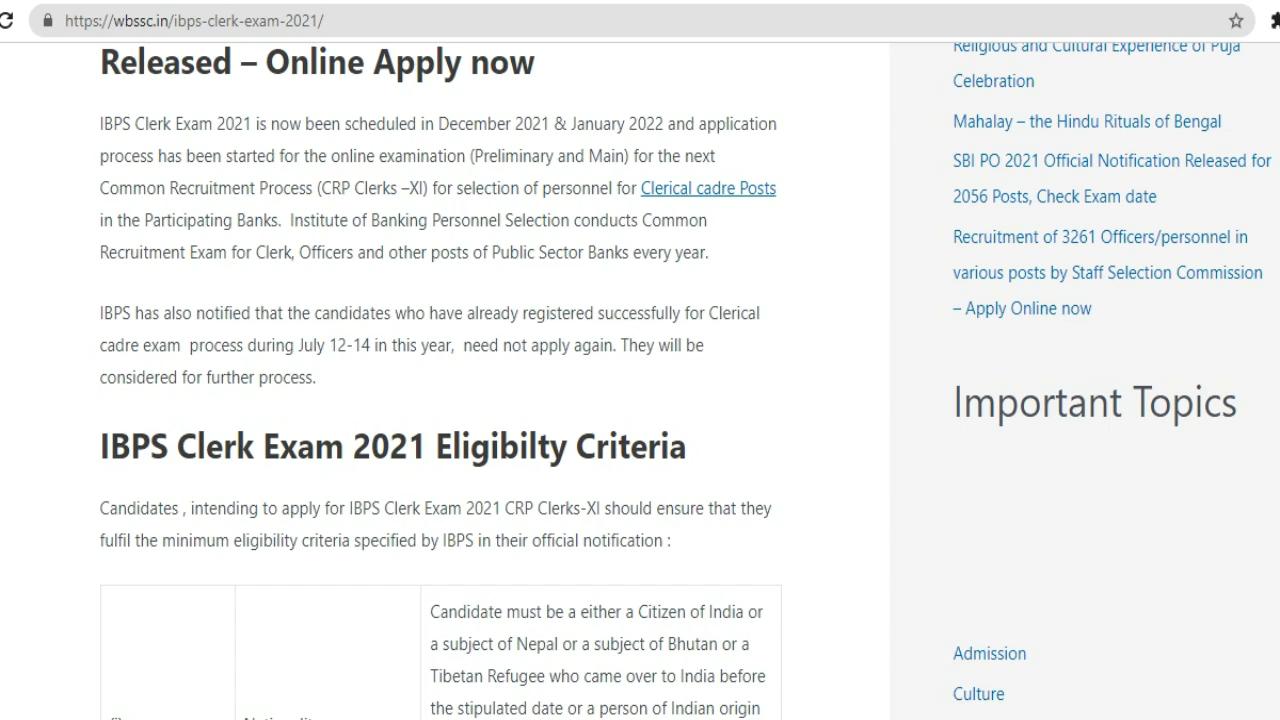 https://wbssc.in/ibps-clerk-exam-2021/
Released – Online Apply now
IBPS Clerk Exam 2021 is now been scheduled in December 2021 & January 2022 and application
process has been started for the online examination (Preliminary and Main) for the next
Common Recruitment Process (CRP Clerks –XI) for selection of personnel for Clerical cadre Posts
in the Participating Banks.  Institute of Banking Personnel Selection conducts Common
Recruitment Exam for Clerk, Officers and other posts of Public Sector Banks every year.
IBPS has also notified that the candidates who have already registered successfully for Clerical
cadre exam  process during July 12-14 in this year,  need not apply again. They will be
considered for further process.
IBPS Clerk Exam 2021 Eligibilty Criteria
Candidates , intending to apply for IBPS Clerk Exam 2021 CRP Clerks-XI should ensure that they
fulfil the minimum eligibility criteria specified by IBPS in their official notification :
Candidate must be a either a Citizen of India or
a subject of Nepal or a subject of Bhutan or a
Tibetan Refugee who came over to India before
the stipulated date or a person of Indian origin
Religious and Cultural Experience of Puja
Celebration
Mahalay – the Hindu Rituals of Bengal
SBI PO 2021 Official Notification Released for
2056 Posts, Check Exam date
Recruitment of 3261 Officers/personnel in
various posts by Staff Selection Commission
– Apply Online now
Important Topics
Admission
Culture